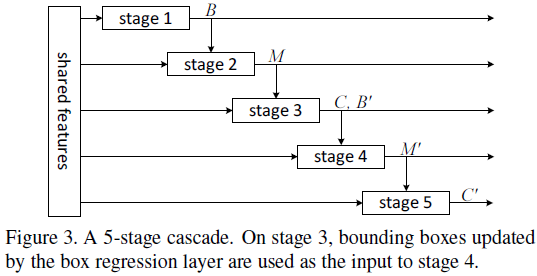 shared features
stage 1
B
stage 2
M
stage 3
C, B'
stage 4
M'
stage 5
C'
Figure 3. A 5-stage cascade. On stage 3, bounding boxes updated
by the box regression layer are used as the input to stage 4.